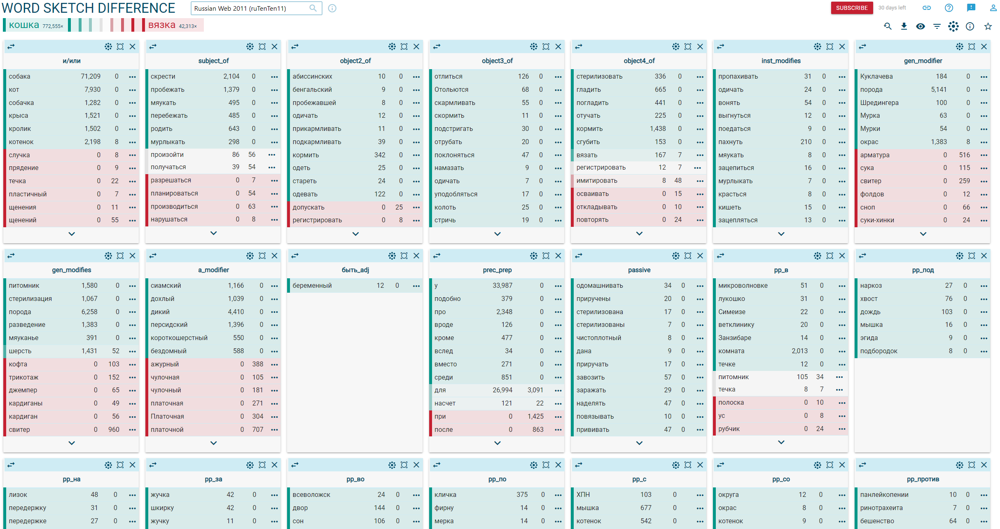 WORD SKETCH DIFFERENCE
Russian Web 2011 (ruTenTen11)
SUBSCRIBE 30 days left
кошка 772,555× вязка 42,313×
и/или
собака 71,209 0
кот 7,930 0
собачка 1,282 0
крыса 1,521 0
кролик 1,502 0
котенок 2,198 8
случка 0 8
прядение 0 9
течка 0 22
пластичный 0 7
щенения 0 11
щенений 0 55
subject_of
скрести 2,104 0
пробежать 1,379 0
мяукать 495 0
перебежать 485 0
родить 643 0
мурлыкать 298 0
произойти 86 56
получаться 39 54
разрешаться 0 7
планироваться 0 54
производиться 0 63
нарушаться 0 8
object2_of
абиссинских 10 0
бенгальский 9 0
пробежавшей 8 0
одичать 12 0
прикармливать 11 0
подкармливать 39 0
кормить 342 0
одеть 25 0
стареть 24 0
одевать 122 0
допускать 0 25
регистрировать 0 8
object3_of
отлиться 126 0
Отольются 68 0
скармливать 55 0
скормить 11 0
подстригать 30 0
отрубать 20 0
поклоняться 47 0
намазать 9 0
одичать 7 0
уподобляться 17 0
колоть 25 0
стричь 19 0
object4_of
стерилизовать 336 0
гладить 665 0
погладить 441 0
отучать 225 0
кормить 1,438 0
сгубить 153 0
вязать 167 7
регистрировать 12 7
имитировать 8 48
осваивать 0 15
откладывать 0 10
повторять 0 24
inst_modifies
пропахивать 31 0
одичать 24 0
вонять 54 0
выгнуться 12 0
поедаться 9 0
пахнуть 210 0
мяукать 8 0
зацепиться 16 0
мурлыкать 7 0
красться 8 0
кишеть 15 0
зацепляться 13 0
gen_modifier
Куклачева 184 0
порода 5,141 0
Шредингера 100 0
Мурка 63 0
Мурки 54 0
окрас 1,383 8
арматура 0 516
сука 0 115
свитер 0 259
фолдов 0 12
сноп 0 66
суки-хинки 0 24
gen_modifies
питомник 1,580 0
стерилизация 1,067 0
порода 6,258 0
разведение 1,383 0
мяуканье 391 0
шерсть 1,431 52
кофта 0 103
трикотаж 0 152
джемпер 0 65
кардиганы 0 49
кардиган 0 56
свитер 0 960
a_modifier
сиамский 1,166 0
дохлый 1,039 0
дикий 4,410 0
персидский 1,396 0
короткошерстный 550 0
бездомный 588 0
ажурный 0 388
чулочная 0 105
чулочный 0 181
платочная 0 271
Платочная 0 304
платочной 0 707
быть_adj
беременный 12 0
prec_prep
у 33,987 0
подобно 379 0
про 2,348 0
вроде 126 0
кроме 477 0
вслед 34 0
вместо 271 0
среди 851 0
для 26,994 3,091
насчет 121 22
при 0 1,425
после 0 863
passive
одомашнивать 34 0
приручены 20 0
стерилизована 17 0
стерилизованы 7 0
чистоплотный 8 0
дана 9 0
приручать 17 0
завозить 57 0
заражать 29 0
наделять 47 0
повязывать 10 0
прививать 47 0
pp_в
микроволновке 51 0
лукошко 31 0
Симеизе 22 0
ветклинику 20 0
Занзибаре 14 0
комната 2,013 0
течке 12 0
питомник 105 34
течка 8 7
полоска 0 10
ус 0 8
рубчик 0 24
pp_под
наркоз 27 0
хвост 76 0
дождь 103 0
мышка 16 0
эгида 9 0
подбородок 8 0
pp_на
лизок 48 0
передержку 31 0
передержке 27 0
pp_за
жучка 42 0
шкирку 42 0
жучку 11 0
pp_во
всеволожск 24 0
двор 144 0
сон 106 0
pp_по
кличка 375 0
фирну 14 0
мерка 14 0
pp_с
ХПН 103 0
мышка 677 0
котенок 542 0
pp_со
округа 12 0
окрас 8 0
котенок 9 0
pp_против
панлейкопении 10 0
ринотрахеита 7 0
бешенство 64 0